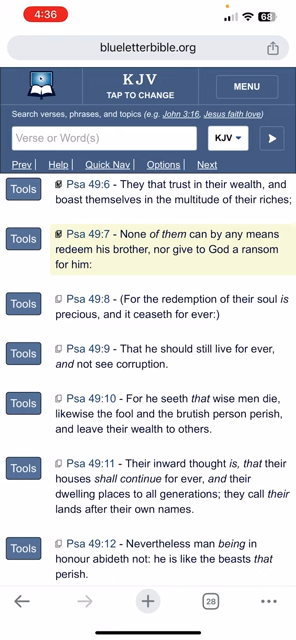 4:36
68
blueletterbible.org
KJV
TAP TO CHANGE
MENU
Search verses, phrases, and topics (e.g. John 3:16, Jesus faith love)
Verse or Word(s)
KJV
Prev | Help | Quick Nav | Options | Next
Tools
Psa 49:6 - They that trust in their wealth, and
boast themselves in the multitude of their riches;
Tools
Psa 49:7 - None of them can by any means
redeem his brother, nor give to God a ransom
for him:
Tools
Psa 49:8 - (For the redemption of their soul is
precious, and it ceaseth for ever:)
Tools
Psa 49:9 - That he should still live for ever,
and not see corruption.
Tools
Psa 49:10 - For he seeth that wise men die,
likewise the fool and the brutish person perish,
and leave their wealth to others.
Tools
Psa 49:11 - Their inward thought is, that their
houses shall continue for ever, and their
dwelling places to all generations; they call their
lands after their own names.
Tools
Psa 49:12 - Nevertheless man being in
honour abideth not: he is like the beasts that
perish.
28